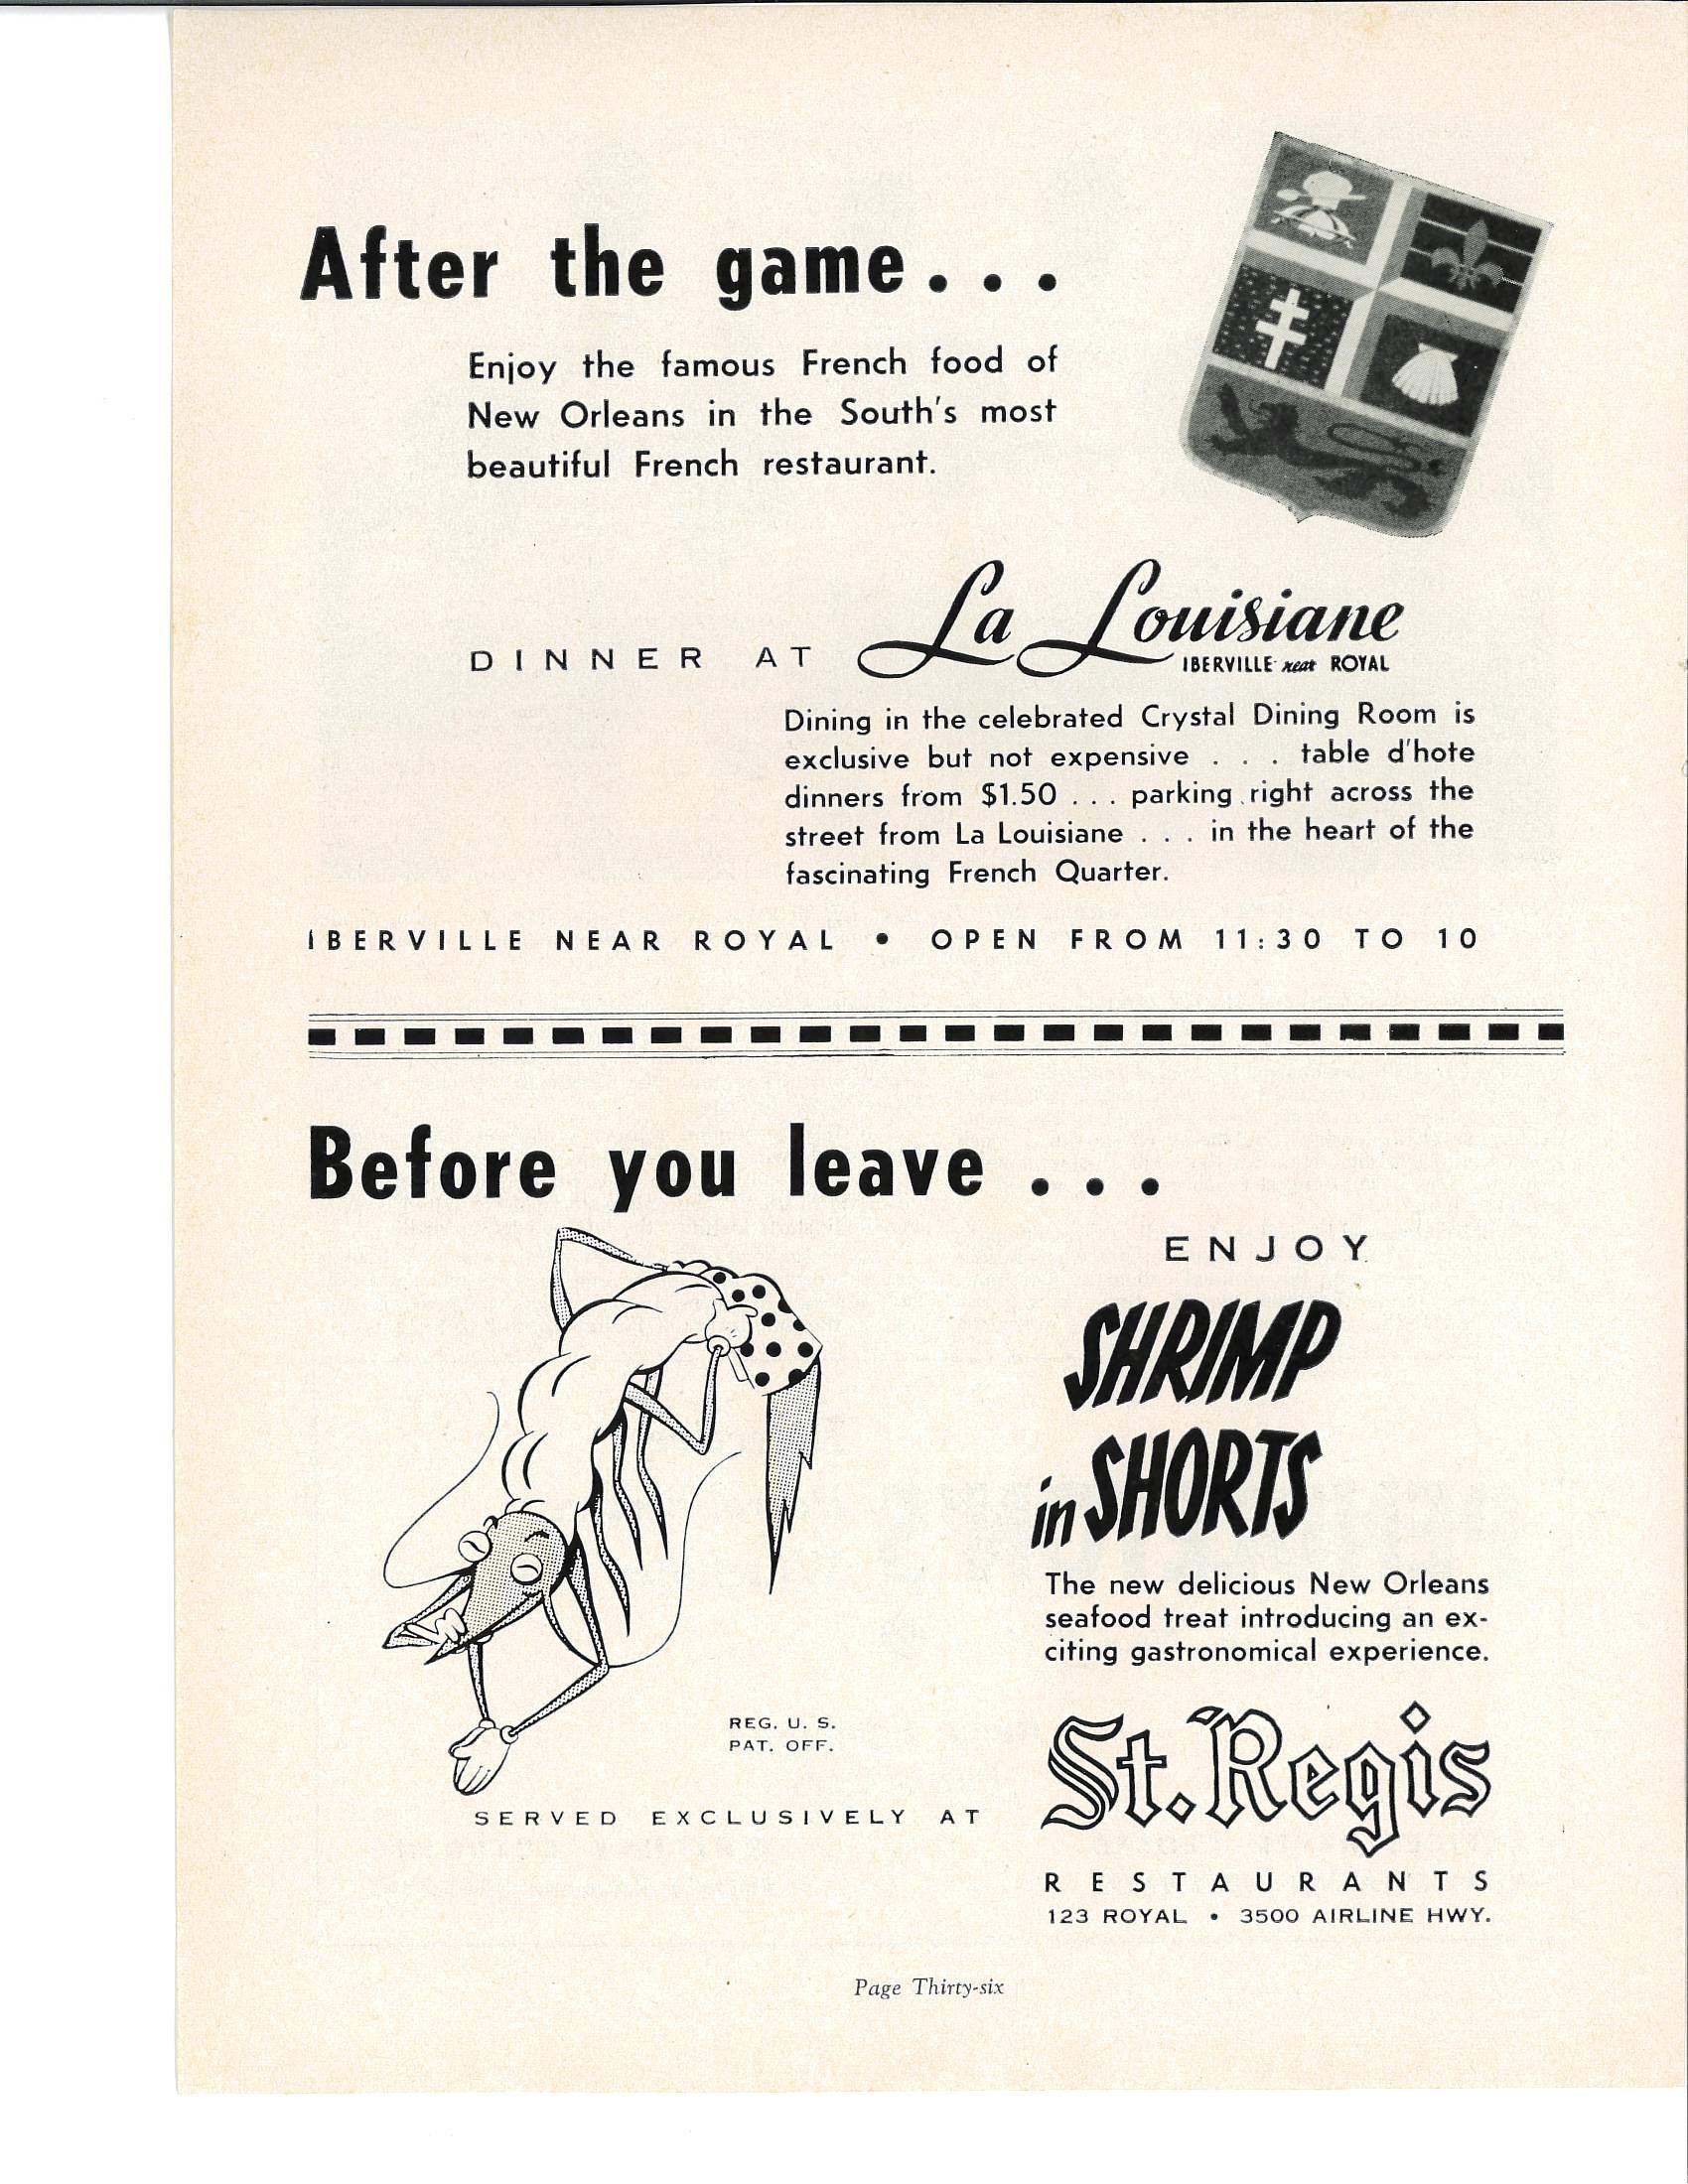 After the game...
Enjoy the famous French food of
New Orleans in the South's most
beautiful French restaurant.
DINNER AT La Louisiane
IBERVILLE near ROYAL
Dining in the celebrated Crystal Dining Room is
exclusive but not expensive . . . table d'hote
dinners from $1.50 . . . parking right across the
street from La Louisiane . . . in the heart of the
fascinating French Quarter.
IBERVILLE NEAR ROYAL • OPEN FROM 11:30 TO 10
Before you leave ...
ENJOY
SHRIMP
in SHORTS
The new delicious New Orleans
seafood treat introducing an ex-
citing gastronomical experience.
REG. U. S.
PAT. OFF.
SERVED EXCLUSIVELY AT
St. Regis
RESTAURANTS
123 ROYAL • 3500 AIRLINE HWY.
Page Thirty-six